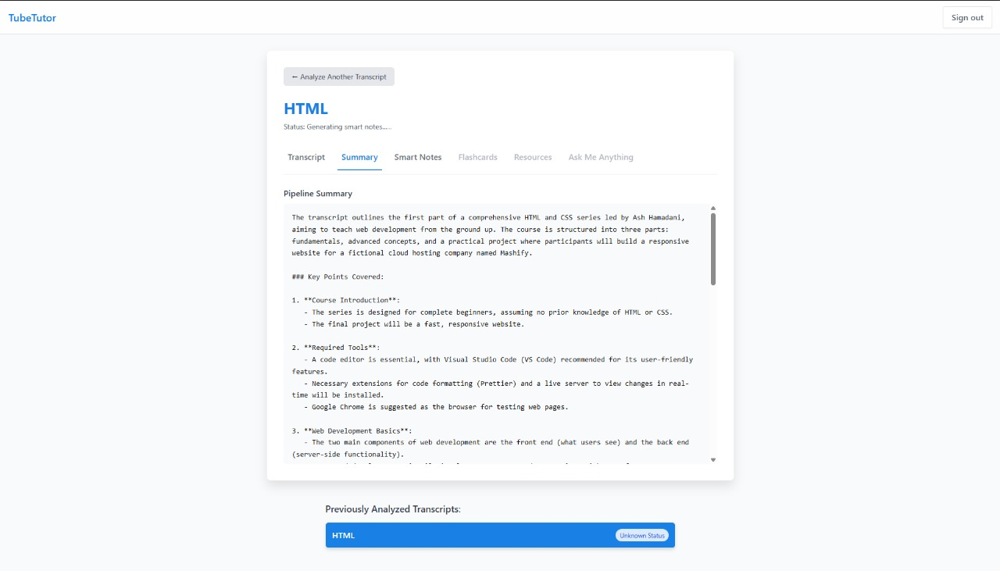 TubeTutor
Sign out
← Analyze Another Transcript
HTML
Status: Generating smart notes......
Transcript Summary Smart Notes Flashcards Resources Ask Me Anything
Pipeline Summary
The transcript outlines the first part of a comprehensive HTML and CSS series led by Ash Hamadani,
aiming to teach web development from the ground up. The course is structured into three parts:
fundamentals, advanced concepts, and a practical project where participants will build a responsive
website for a fictional cloud hosting company named Mashify.
### Key Points Covered:
1. **Course Introduction**:
- The series is designed for complete beginners, assuming no prior knowledge of HTML or CSS.
- The final project will be a fast, responsive website.
2. **Required Tools**:
- A code editor is essential, with Visual Studio Code (VS Code) recommended for its user-friendly
features.
- Necessary extensions for code formatting (Prettier) and a live server to view changes in real-
time will be installed.
- Google Chrome is suggested as the browser for testing web pages.
3. **Web Development Basics**:
- The two main components of web development are the front end (what users see) and the back end
(server-side functionality).
Previously Analyzed Transcripts:
HTML
Unknown Status